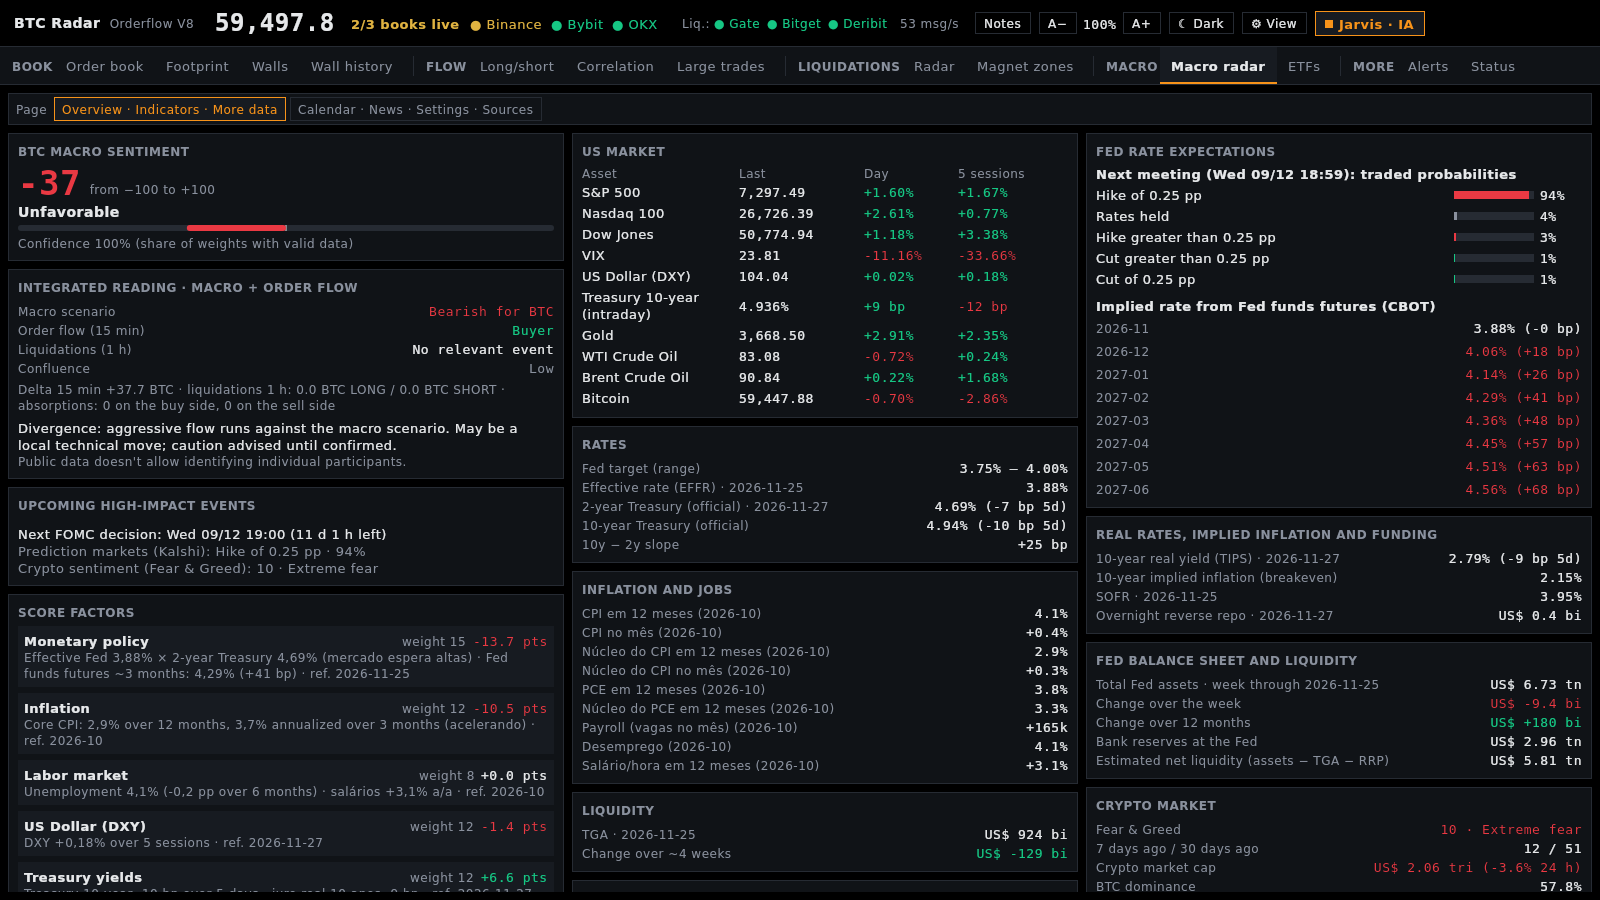 BTC Radar Orderflow V8 59,497.8 2/3 books live ● Binance ● Bybit ● OKX Liq.: ● Gate ● Bitget ● Deribit 53 msg/s Notes A− 100% A+ ☾ Dark ⚙ View ■ Jarvis · IA
BOOK Order book Footprint Walls Wall history FLOW Long/short Correlation Large trades LIQUIDATIONS Radar Magnet zones MACRO Macro radar ETFs MORE Alerts Status
Page Overview · Indicators · More data Calendar · News · Settings · Sources
BTC MACRO SENTIMENT
-37 from −100 to +100
Unfavorable
Confidence 100% (share of weights with valid data)
INTEGRATED READING · MACRO + ORDER FLOW
Macro scenario Bearish for BTC
Order flow (15 min) Buyer
Liquidations (1 h) No relevant event
Confluence Low
Delta 15 min +37.7 BTC · liquidations 1 h: 0.0 BTC LONG / 0.0 BTC SHORT ·
absorptions: 0 on the buy side, 0 on the sell side
Divergence: aggressive flow runs against the macro scenario. May be a
local technical move; caution advised until confirmed.
Public data doesn't allow identifying individual participants.
UPCOMING HIGH-IMPACT EVENTS
Next FOMC decision: Wed 09/12 19:00 (11 d 1 h left)
Prediction markets (Kalshi): Hike of 0.25 pp · 94%
Crypto sentiment (Fear & Greed): 10 · Extreme fear
SCORE FACTORS
Monetary policy weight 15 -13.7 pts
Effective Fed 3,88% × 2-year Treasury 4,69% (mercado espera altas) · Fed
funds futures ~3 months: 4,29% (+41 bp) · ref. 2026-11-25
Inflation weight 12 -10.5 pts
Core CPI: 2,9% over 12 months, 3,7% annualized over 3 months (acelerando) ·
ref. 2026-10
Labor market weight 8 +0.0 pts
Unemployment 4,1% (-0,2 pp over 6 months) · salários +3,1% a/a · ref. 2026-10
US Dollar (DXY) weight 12 -1.4 pts
DXY +0,18% over 5 sessions · ref. 2026-11-27
Treasury yields weight 12 +6.6 pts
US MARKET
Asset Last Day 5 sessions
S&P 500 7,297.49 +1.60% +1.67%
Nasdaq 100 26,726.39 +2.61% +0.77%
Dow Jones 50,774.94 +1.18% +3.38%
VIX 23.81 -11.16% -33.66%
US Dollar (DXY) 104.04 +0.02% +0.18%
Treasury 10-year
(intraday) 4.936% +9 bp -12 bp
Gold 3,668.50 +2.91% +2.35%
WTI Crude Oil 83.08 -0.72% +0.24%
Brent Crude Oil 90.84 +0.22% +1.68%
Bitcoin 59,447.88 -0.70% -2.86%
RATES
Fed target (range) 3.75% — 4.00%
Effective rate (EFFR) · 2026-11-25 3.88%
2-year Treasury (official) · 2026-11-27 4.69% (-7 bp 5d)
10-year Treasury (official) 4.94% (-10 bp 5d)
10y − 2y slope +25 bp
INFLATION AND JOBS
CPI em 12 meses (2026-10) 4.1%
CPI no mês (2026-10) +0.4%
Núcleo do CPI em 12 meses (2026-10) 2.9%
Núcleo do CPI no mês (2026-10) +0.3%
PCE em 12 meses (2026-10) 3.8%
Núcleo do PCE em 12 meses (2026-10) 3.3%
Payroll (vagas no mês) (2026-10) +165k
Desemprego (2026-10) 4.1%
Salário/hora em 12 meses (2026-10) +3.1%
LIQUIDITY
TGA · 2026-11-25 US$ 924 bi
Change over ~4 weeks US$ -129 bi
FED RATE EXPECTATIONS
Next meeting (Wed 09/12 18:59): traded probabilities
Hike of 0.25 pp 94%
Rates held 4%
Hike greater than 0.25 pp 3%
Cut greater than 0.25 pp 1%
Cut of 0.25 pp 1%
Implied rate from Fed funds futures (CBOT)
2026-11 3.88% (-0 bp)
2026-12 4.06% (+18 bp)
2027-01 4.14% (+26 bp)
2027-02 4.29% (+41 bp)
2027-03 4.36% (+48 bp)
2027-04 4.45% (+57 bp)
2027-05 4.51% (+63 bp)
2027-06 4.56% (+68 bp)
REAL RATES, IMPLIED INFLATION AND FUNDING
10-year real yield (TIPS) · 2026-11-27 2.79% (-9 bp 5d)
10-year implied inflation (breakeven) 2.15%
SOFR · 2026-11-25 3.95%
Overnight reverse repo · 2026-11-27 US$ 0.4 bi
FED BALANCE SHEET AND LIQUIDITY
Total Fed assets · week through 2026-11-25 US$ 6.73 tn
Change over the week US$ -9.4 bi
Change over 12 months US$ +180 bi
Bank reserves at the Fed US$ 2.96 tn
Estimated net liquidity (assets − TGA − RRP) US$ 5.81 tn
CRYPTO MARKET
Fear & Greed 10 · Extreme fear
7 days ago / 30 days ago 12 / 51
Crypto market cap US$ 2.06 tri (-3.6% 24 h)
BTC dominance 57.8%